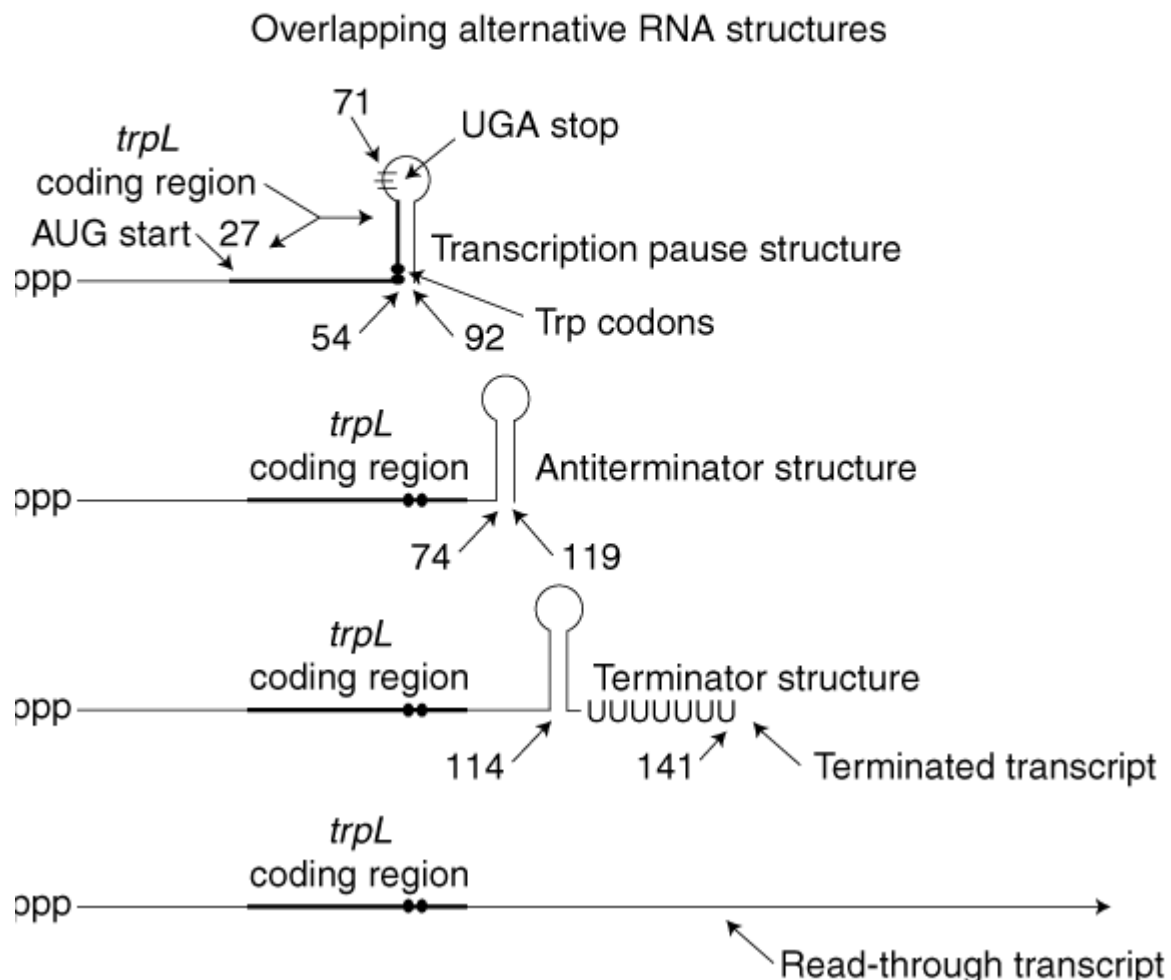 Overlapping alternative RNA structures
71
UGA stop
trpL
coding region
AUG start
27
Transcription pause structure
ppp
Trp codons
54
92
trpL
coding region
Antiterminator structure
ppp
74
119
trpL
coding region
Terminator structure
ppp
UUUUUUU
114
141
Terminated transcript
trpL
coding region
ppp
Read-through transcript